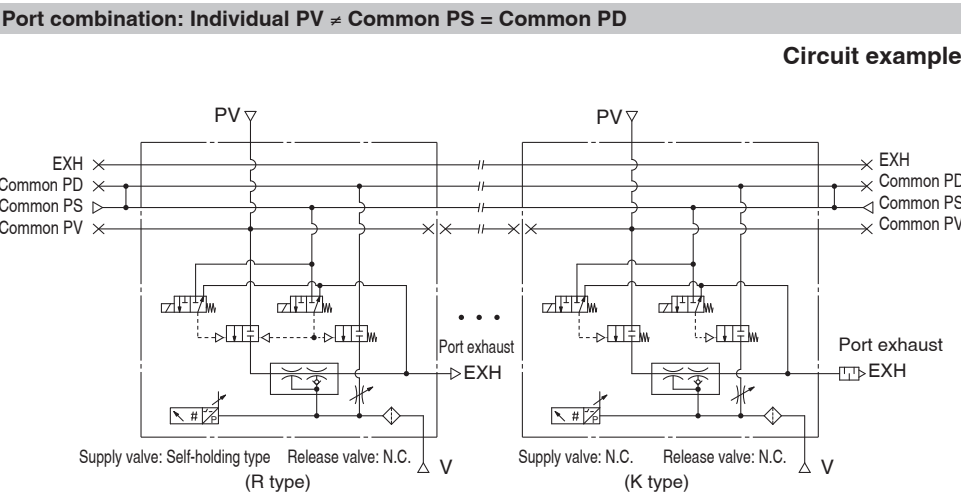 Port combination: Individual PV ≠ Common PS = Common PD
Circuit example
PV
PV
EXH
EXH
Common PD
Common PD
Common PS
Common PS
Common PV
Common PV
• • •
Port exhaust
EXH
Port exhaust
EXH
# P
# P
Supply valve: Self-holding type Release valve: N.C. V
(R type)
Supply valve: N.C. Release valve: N.C. V
(K type)